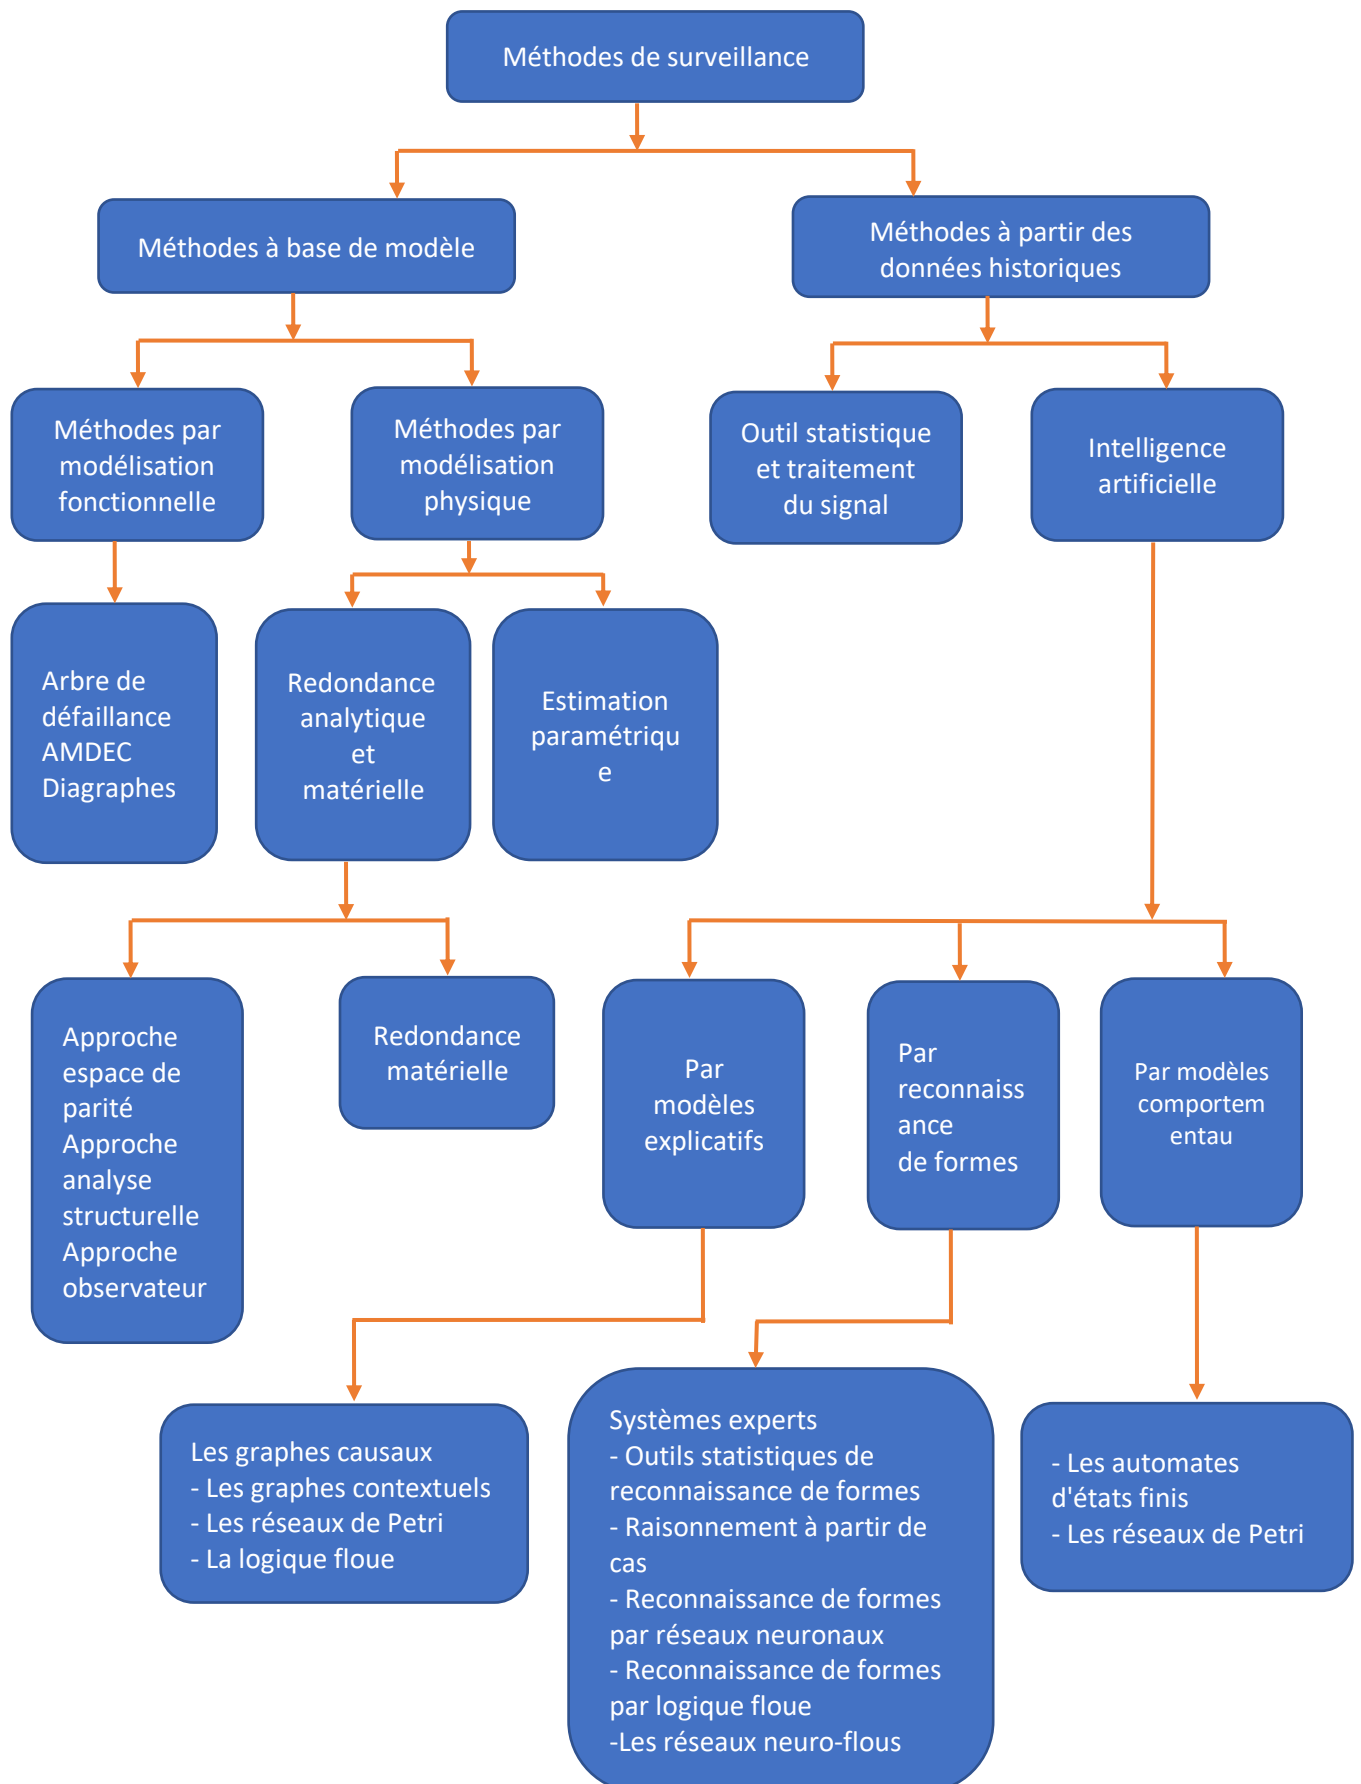 Méthodes de surveillance
Méthodes à base de modèle
Méthodes à partir des
données historiques
Méthodes par
modélisation
fonctionnelle
Méthodes par
modélisation
physique
Outil statistique
et traitement
du signal
Intelligence
artificielle
Arbre de
défaillance
AMDEC
Diagraphes
Redondance
analytique
et
matérielle
Estimation
paramétriqu
e
Approche
espace de
parité
Approche
analyse
structurelle
Approche
observateur
Redondance
matérielle
Par
modèles
explicatifs
Par
reconnaiss
ance
de formes
Par modèles
comportem
entau
Les graphes causaux
- Les graphes contextuels
- Les réseaux de Petri
- La logique floue
Systèmes experts
- Outils statistiques de
reconnaissance de formes
- Raisonnement à partir de
cas
- Reconnaissance de formes
par réseaux neuronaux
- Reconnaissance de formes
par logique floue
-Les réseaux neuro-flous
- Les automates
d'états finis
- Les réseaux de Petri